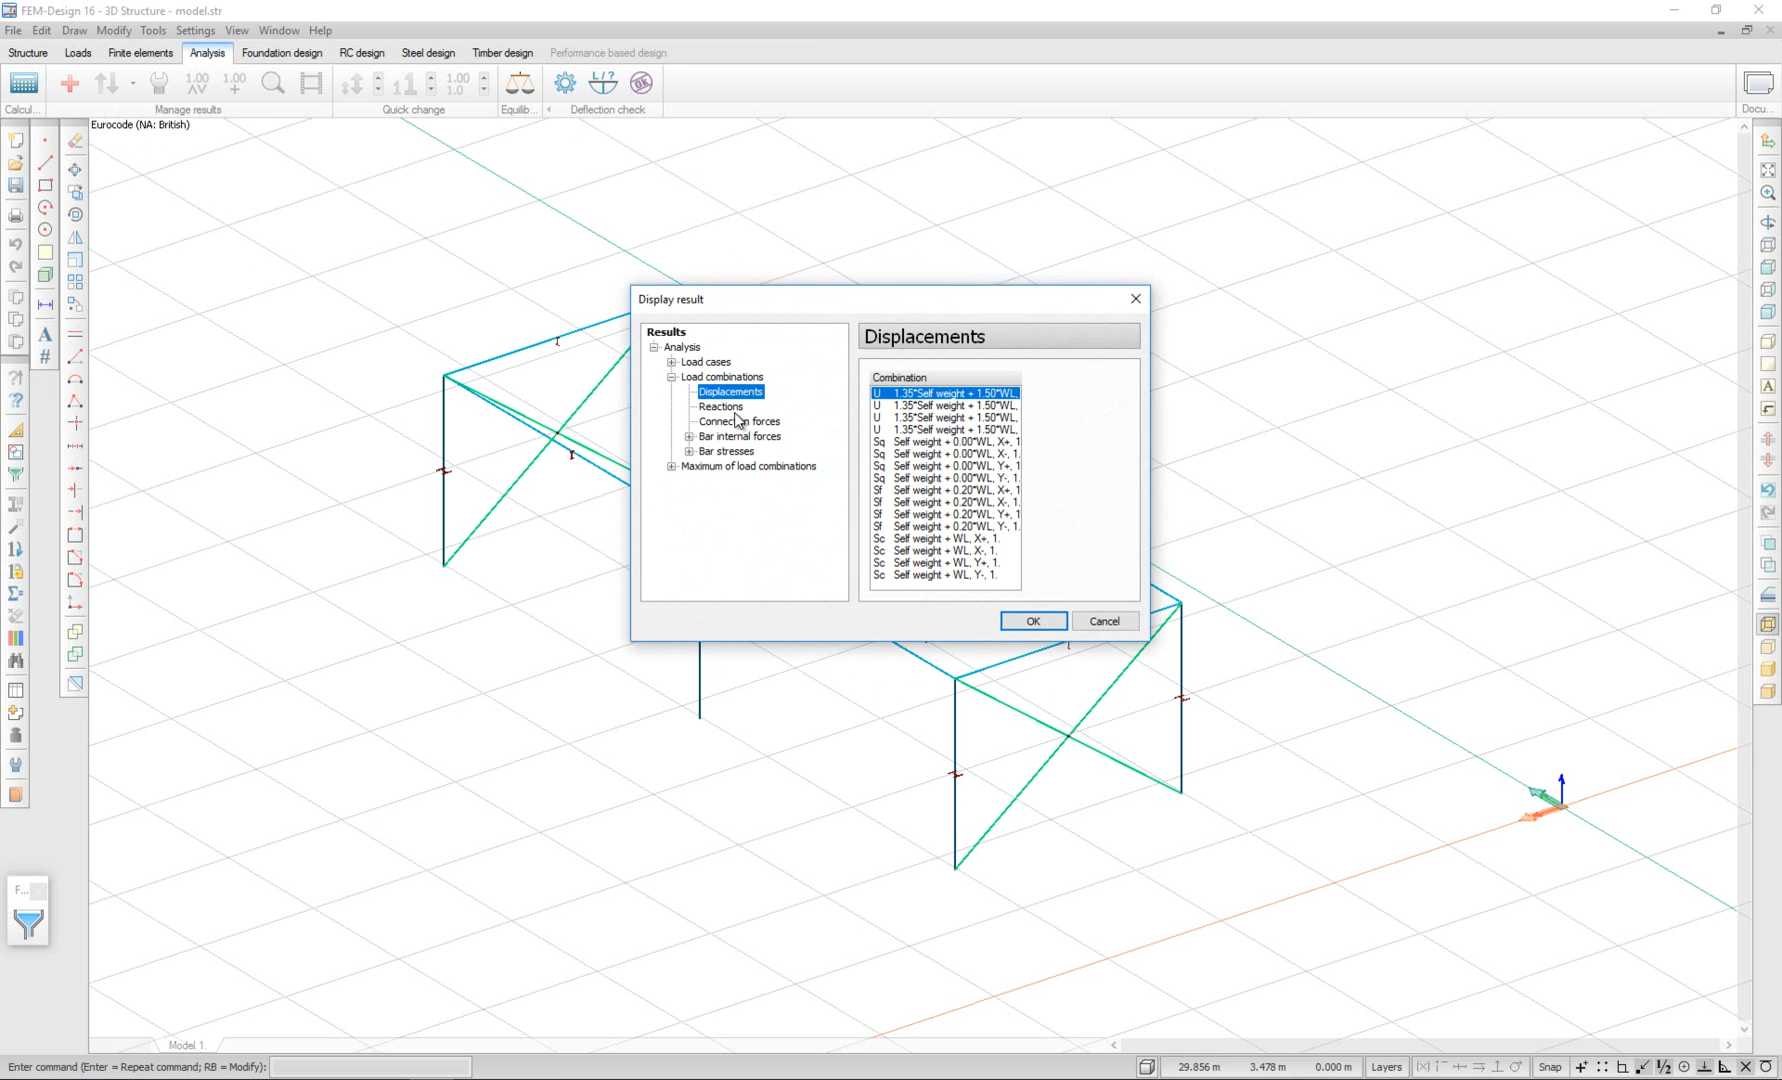 FEM-Design 16 - 3D Structure - model.str
File Edit Draw Modify Tools Settings View Window Help
Structure Loads Finite elements Analysis Foundation design RC design Steel design Timber design Performance based design
Calcul... Manage results Quick change Equilib... Deflection check Docu...
Eurocode (NA: British)
Display result
Results
Analysis
Load cases
Load combinations
Displacements
Reactions
Connection forces
Bar internal forces
Bar stresses
Maximum of load combinations
Displacements
Combination
U 1.35*Self weight + 1.50*WL,
U 1.35*Self weight + 1.50*WL,
U 1.35*Self weight + 1.50*WL,
U 1.35*Self weight + 1.50*WL,
Sq Self weight + 0.00*WL, X+, 1
Sq Self weight + 0.00*WL, X-, 1.
Sq Self weight + 0.00*WL, Y+, 1
Sq Self weight + 0.00*WL, Y-, 1.
Sf Self weight + 0.20*WL, X+, 1
Sf Self weight + 0.20*WL, X-, 1.
Sf Self weight + 0.20*WL, Y+, 1
Sf Self weight + 0.20*WL, Y-, 1.
Sc Self weight + WL, X+, 1.
Sc Self weight + WL, X-, 1.
Sc Self weight + WL, Y+, 1.
Sc Self weight + WL, Y-, 1.
OK Cancel
F...
Model 1.
Enter command (Enter = Repeat command; RB = Modify): 29.856 m 3.478 m 0.000 m Layers Snap